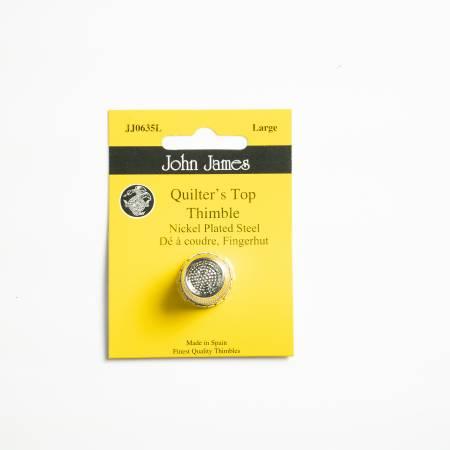 JJ0635L Large
John James
Quilter's Top
Thimble
Nickel Plated Steel
Dé à coudre, Fingerhut
Made in Spain
Finest Quality Thimbles